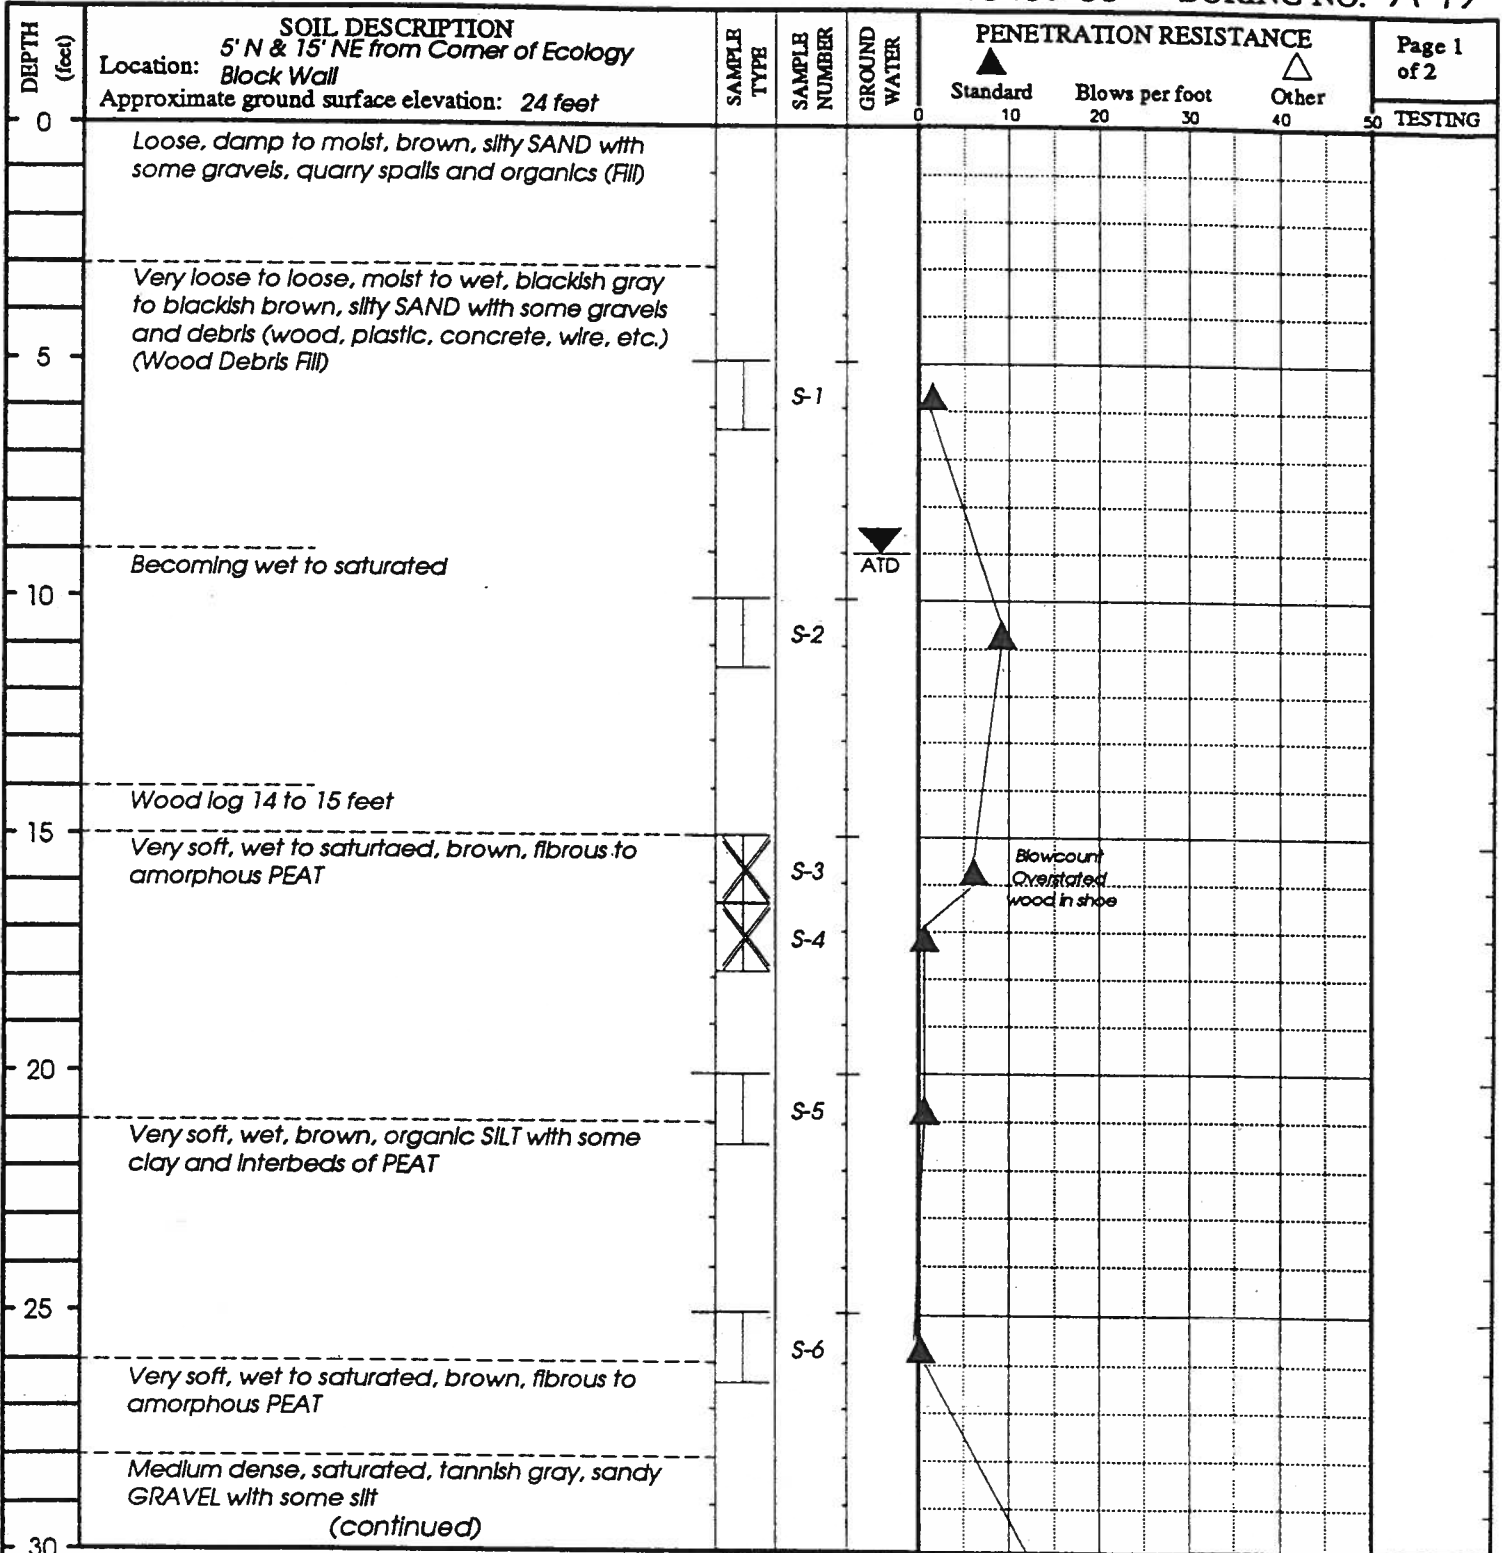 BORING NO.
DEPTH (feet)
SOIL DESCRIPTION
Location: 5' N & 15' NE from Corner of Ecology
Block Wall
Approximate ground surface elevation: 24 feet
SAMPLE TYPE
SAMPLE NUMBER
GROUND WATER
PENETRATION RESISTANCE
Standard Blows per foot Other
0 10 20 30 40 50
Page 1
of 2
TESTING
0
Loose, damp to moist, brown, silty SAND with
some gravels, quarry spalls and organics (Fill)
Very loose to loose, moist to wet, blackish gray
to blackish brown, silty SAND with some gravels
and debris (wood, plastic, concrete, wire, etc.)
(Wood Debris Fill)
5
S-1
ATD
Becoming wet to saturated
10
S-2
Wood log 14 to 15 feet
15
Very soft, wet to saturtaed, brown, fibrous to
amorphous PEAT
S-3
Blowcount
Overstated
wood in shoe
S-4
20
S-5
Very soft, wet, brown, organic SILT with some
clay and interbeds of PEAT
25
S-6
Very soft, wet to saturated, brown, fibrous to
amorphous PEAT
Medium dense, saturated, tannish gray, sandy
GRAVEL with some silt
(continued)
30